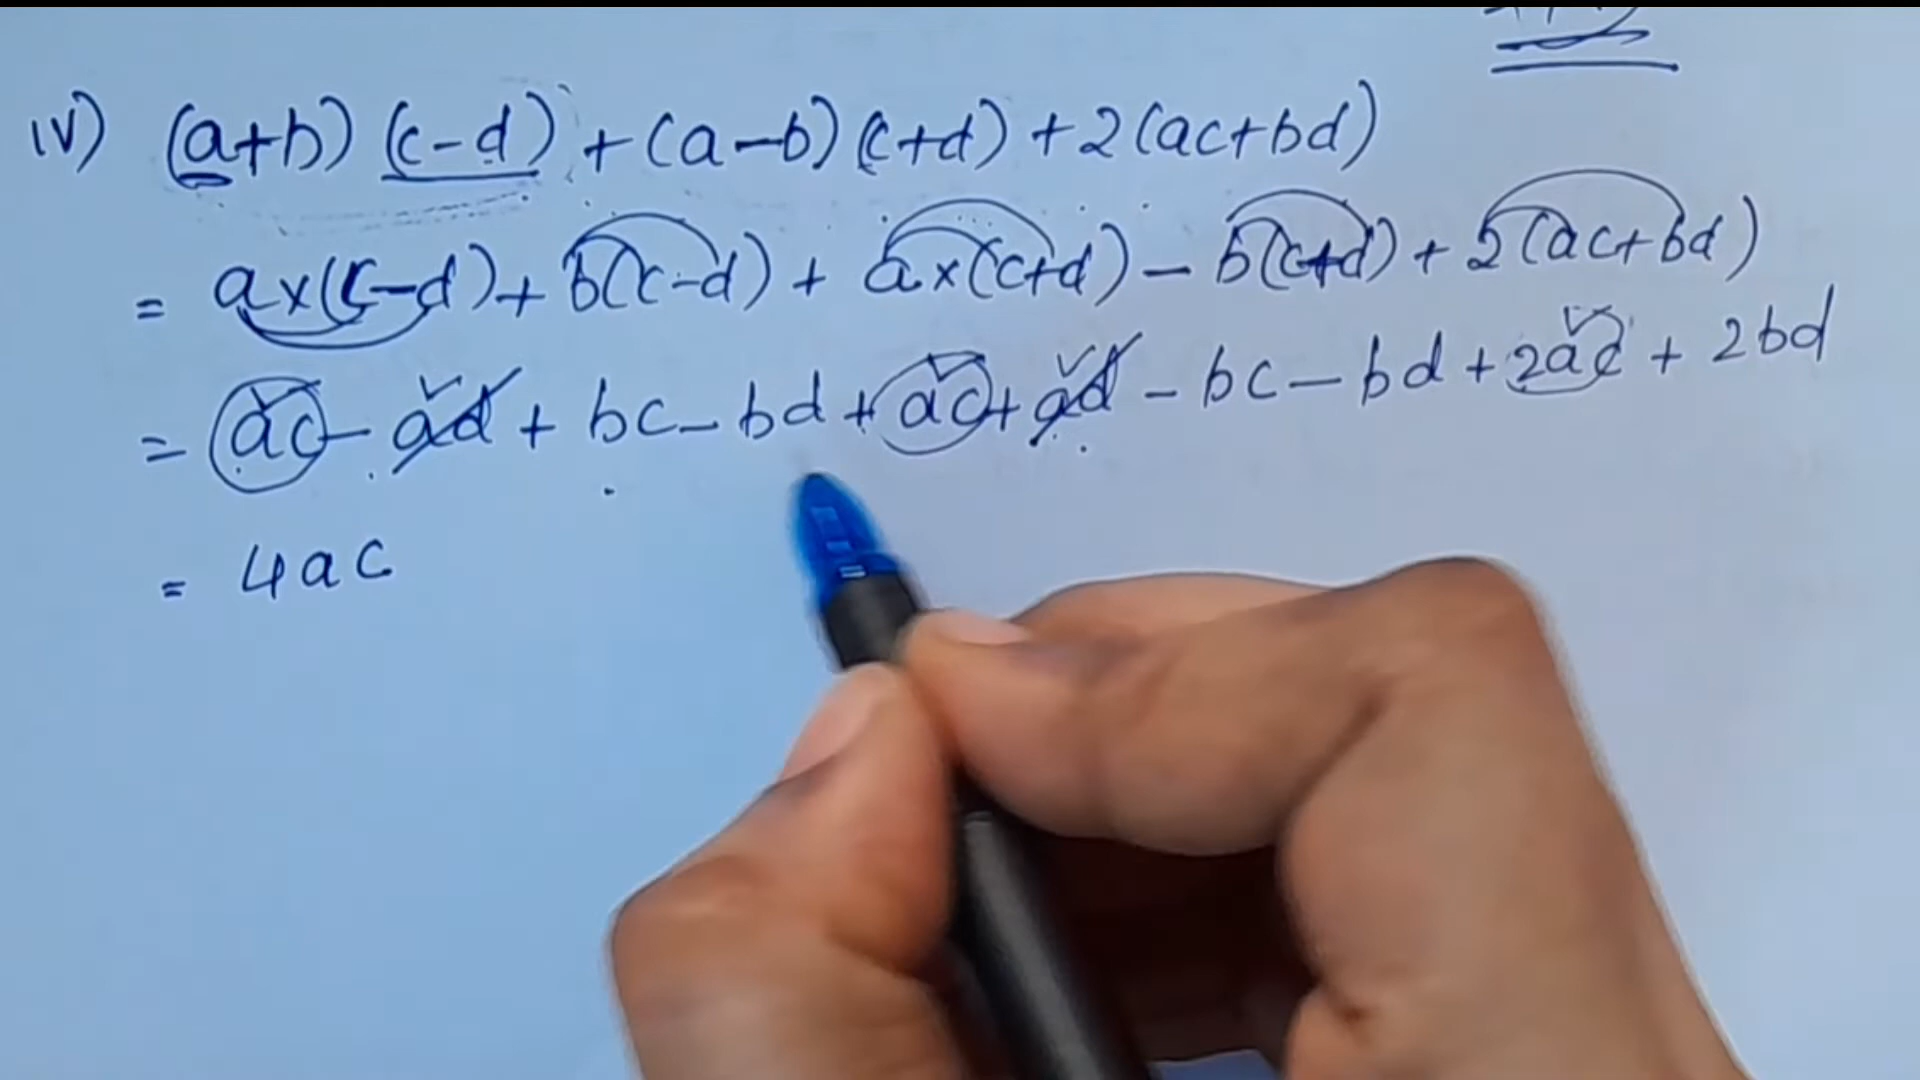 iv) (a+b) (c-d) + (a-b) (c+d) + 2(ac+bd)
= a×(c-d) + b(c-d) + a×(c+d) - b(c+d) + 2(ac+bd)
= ac - ad + bc - bd + ac + ad - bc - bd + 2ac + 2bd
= 4ac